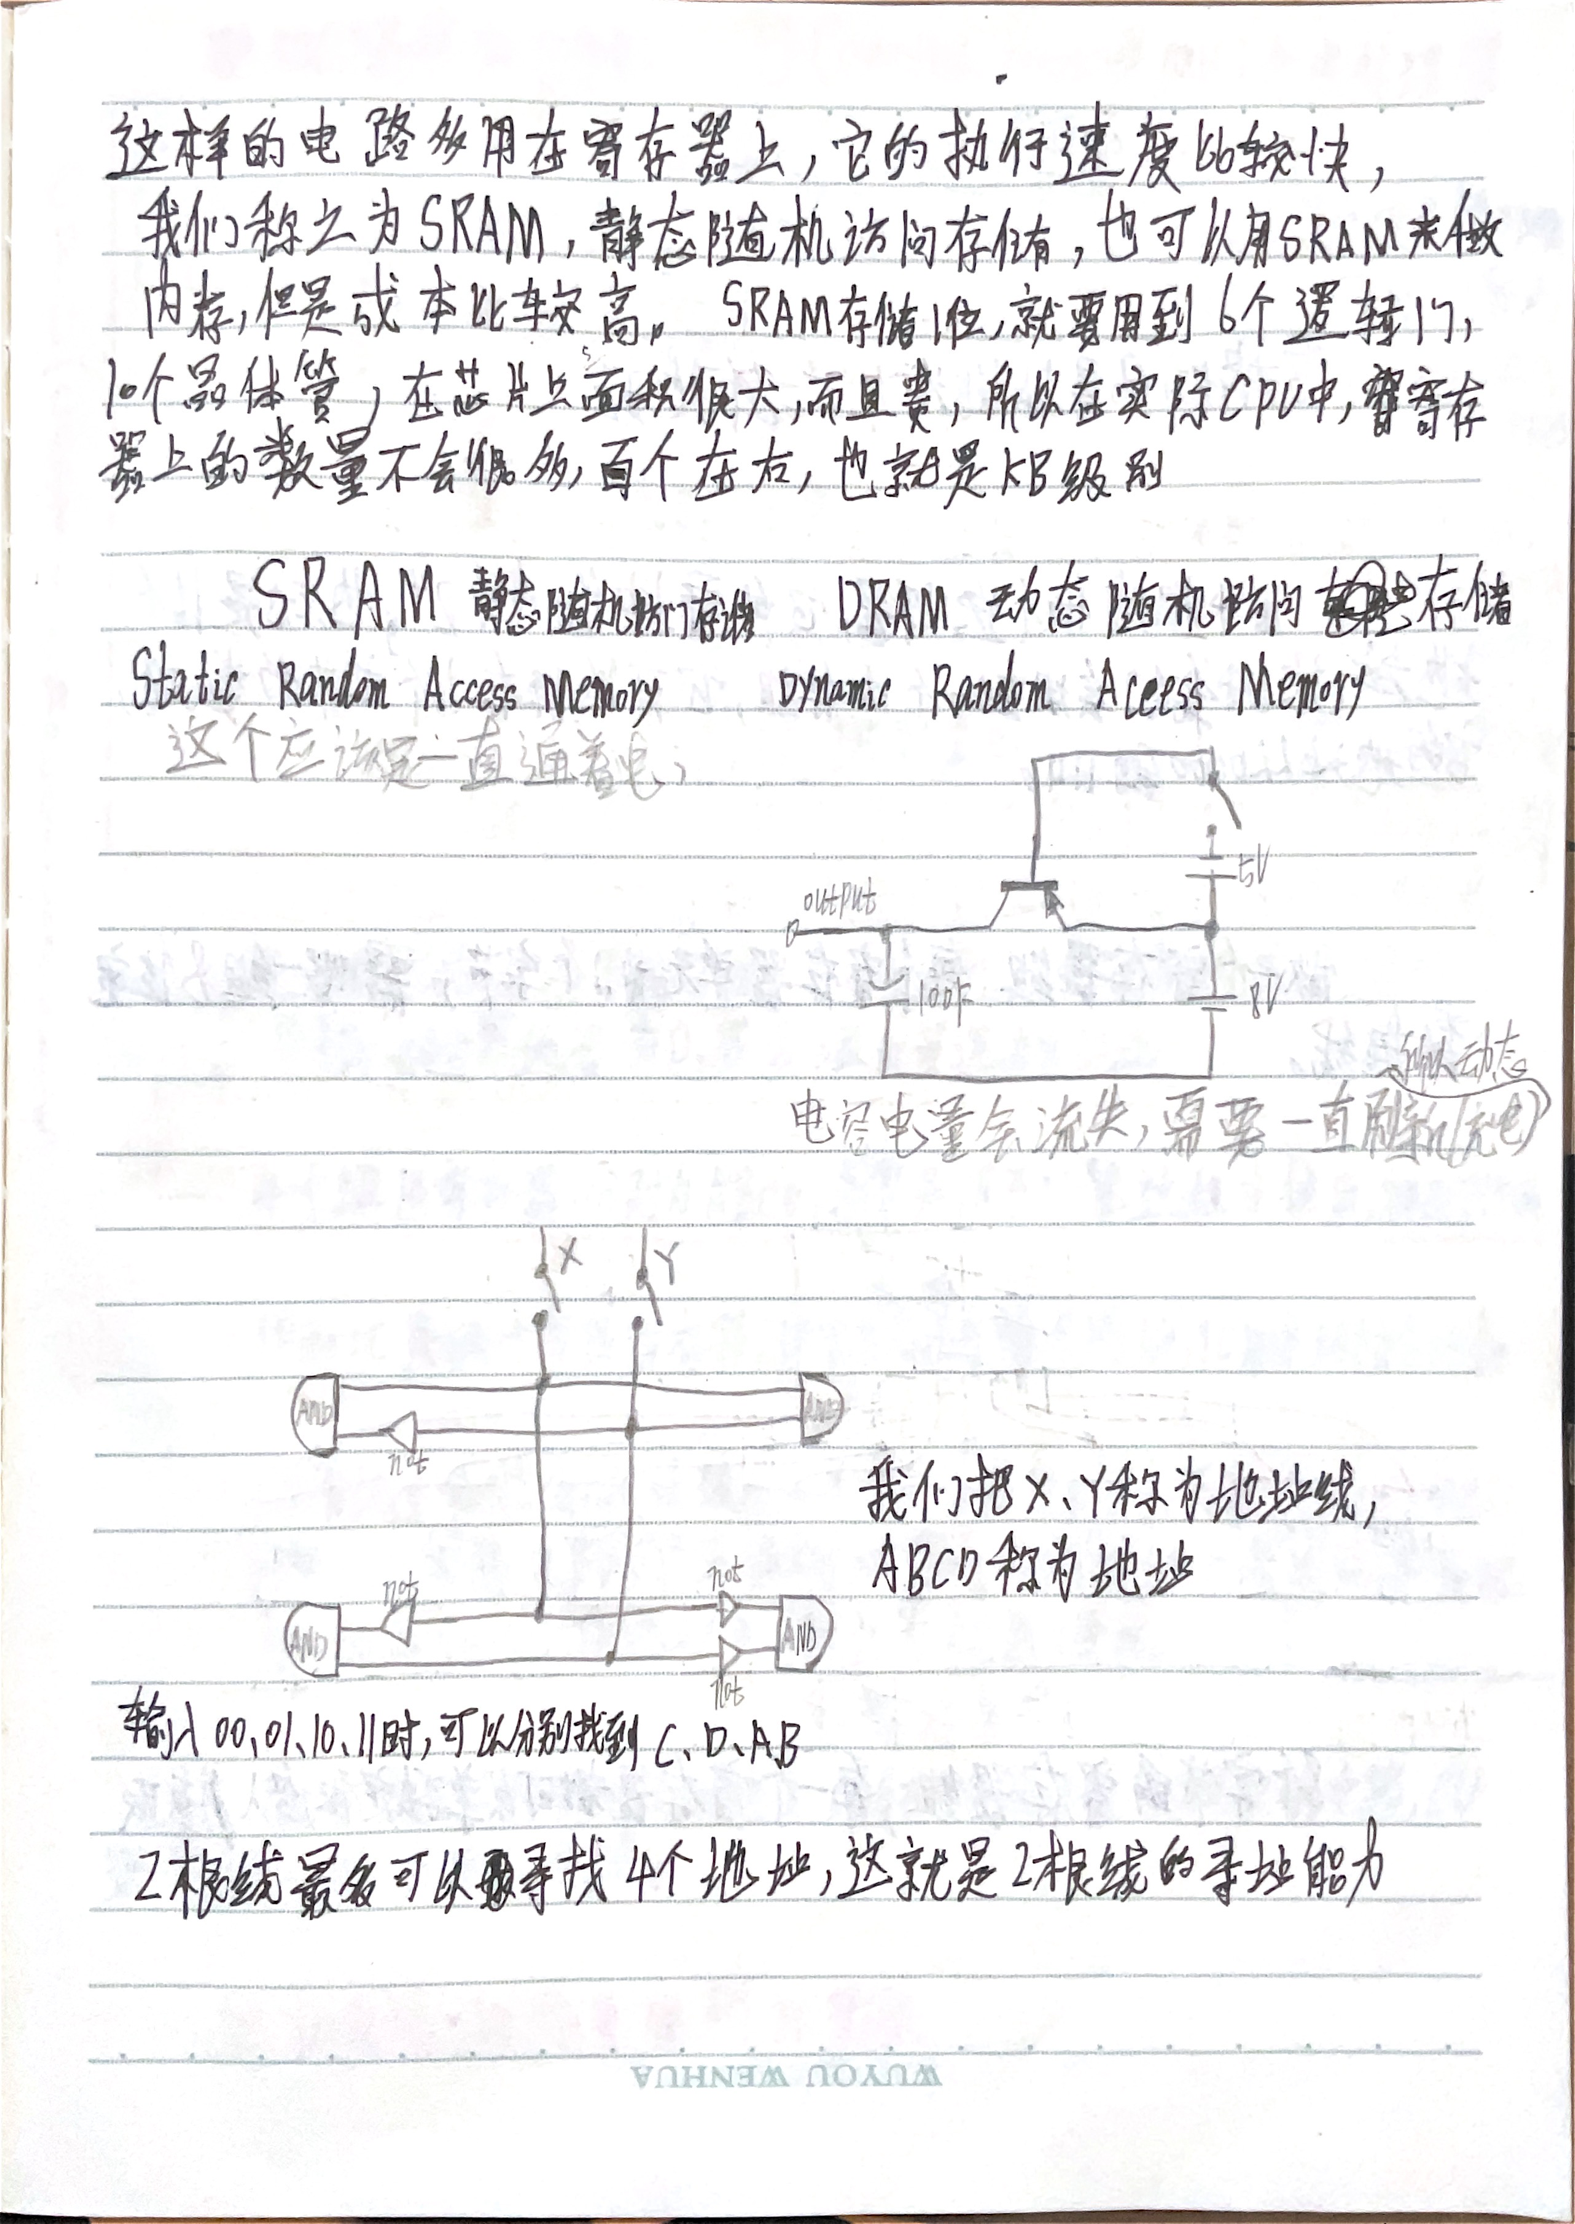 这样的电路多用在寄存器上，它的执行速度比较快，
我们称之为SRAM，静态随机访问存储，也可以用SRAM来做
内存，但是成本比较高。 SRAM存储1位，就要用到6个逻辑门，
10个晶体管，在芯片上面积很大，而且贵，所以在实际CPU中，寄存
器上的数量不会很多，百个左右，也就是KB级别
SRAM 静态随机访问存储 DRAM 动态随机访问存储
Static Random Access Memory Dynamic Random Access Memory
这个应该是一直通着电，
5V
output
100F
8V
所以动态
电容电量会流失，需要一直刷新(充电)
X Y
AND AND
not
我们把X、Y称为地址线，
ABCD称为地址
not not
AND AND
not
输入00、01、10、11时，可以分别找到C、D、A、B
2根线最多可以寻找4个地址，这就是2根线的寻址能力
WUYOU WENHUA